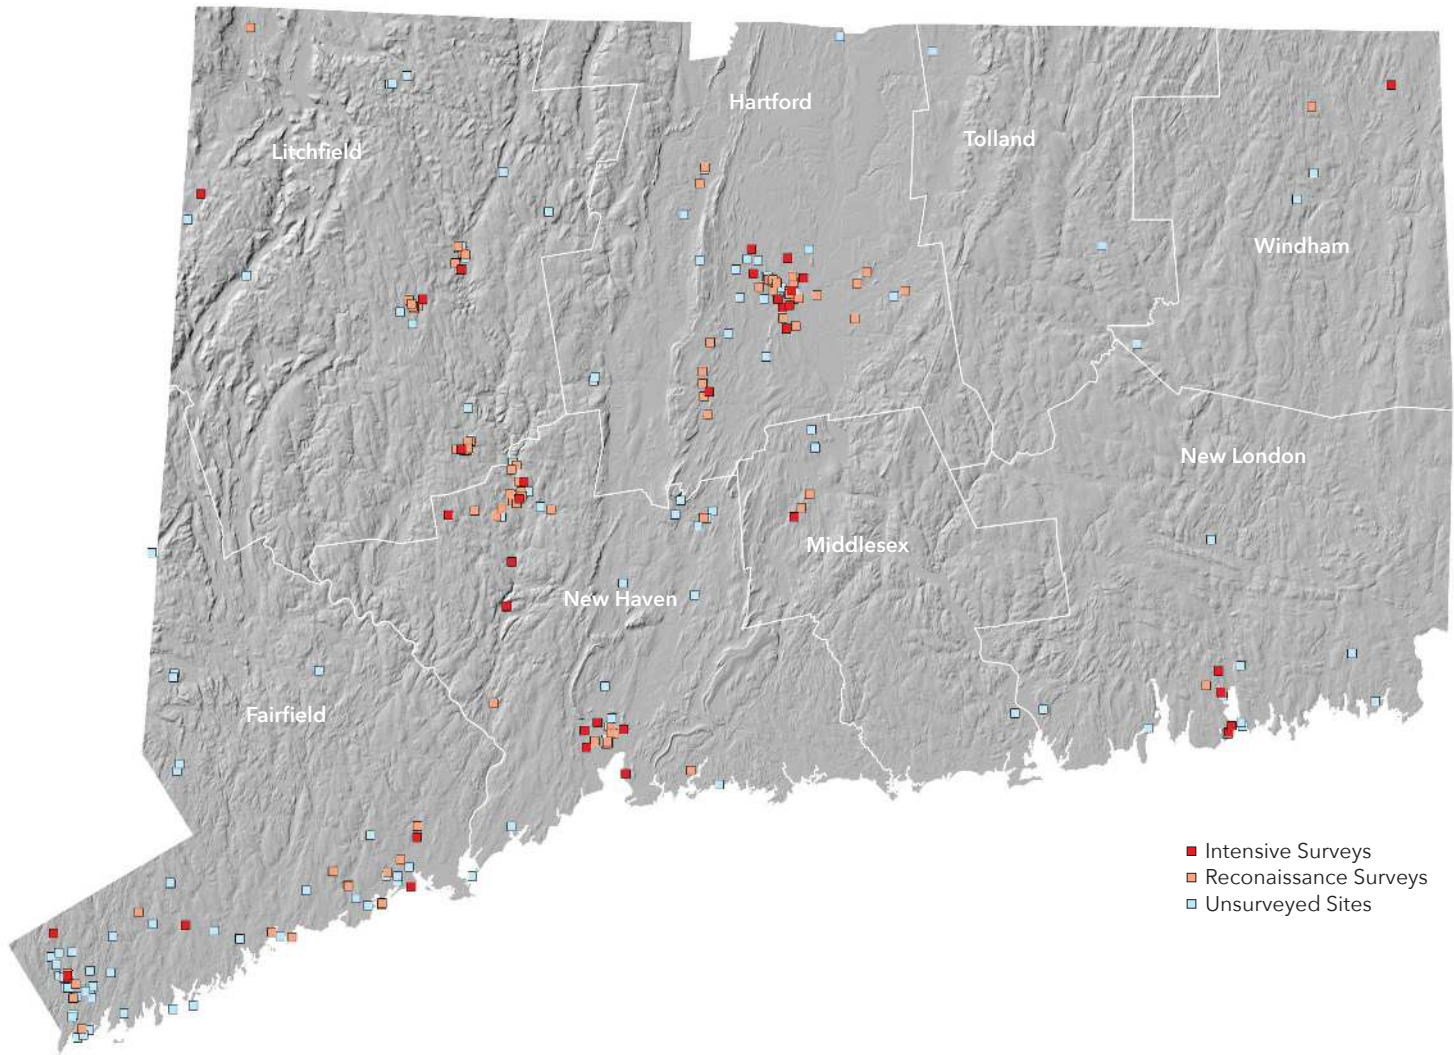 Hartford
Tolland
Litchfield
Windham
New London
Middlesex
New Haven
Fairfield
Intensive Surveys
Reconaissance Surveys
Unsurveyed Sites